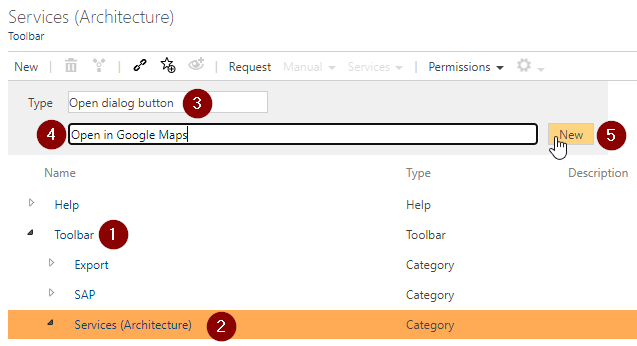 Services (Architecture)
Toolbar
New Request Manual Services Permissions
Type Open dialog button 3
4 Open in Google Maps New 5
Name Type Description
Help Help
Toolbar 1 Toolbar
Export Category
SAP Category
Services (Architecture) 2 Category